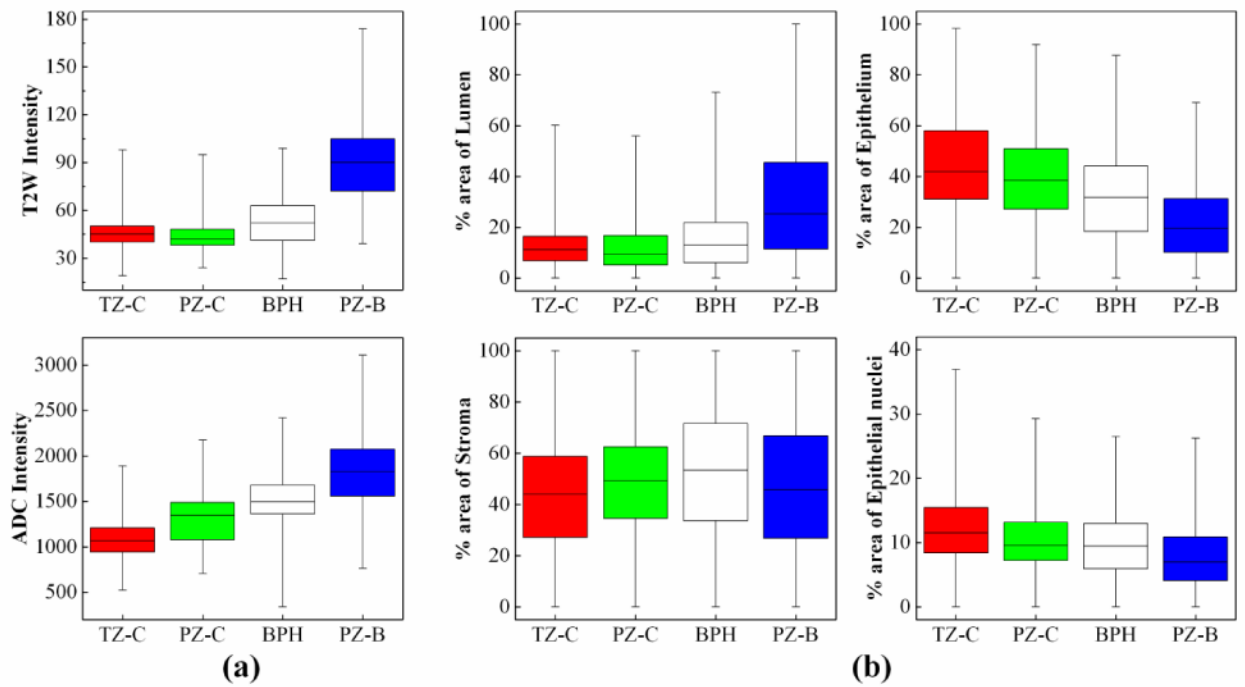 T2W Intensity
180
150
120
90
60
30
TZ-C PZ-C BPH PZ-B
% area of Lumen
100
80
60
40
20
0
TZ-C PZ-C BPH PZ-B
% area of Epithelium
100
80
60
40
20
0
TZ-C PZ-C BPH PZ-B
ADC Intensity
3000
2500
2000
1500
1000
500
TZ-C PZ-C BPH PZ-B
% area of Stroma
100
80
60
40
20
0
TZ-C PZ-C BPH PZ-B
% area of Epithelial nuclei
40
30
20
10
0
TZ-C PZ-C BPH PZ-B
(a)
(b)